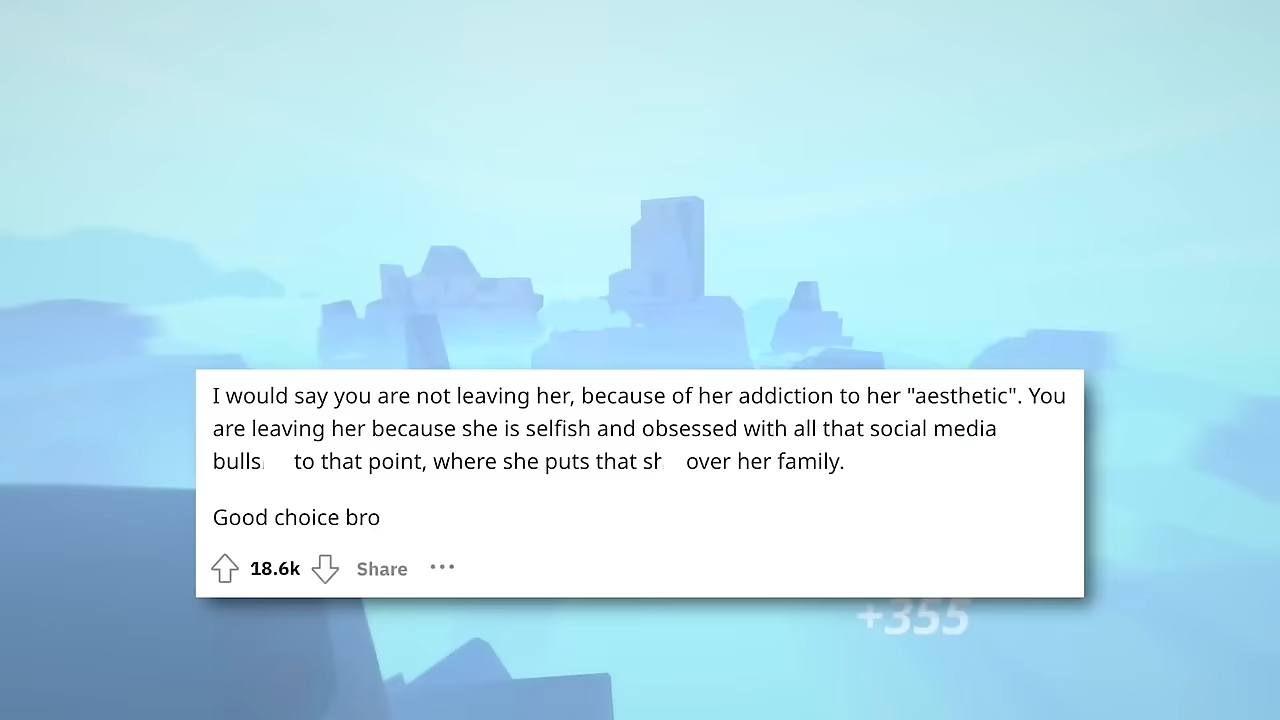 I would say you are not leaving her, because of her addiction to her "aesthetic". You
are leaving her because she is selfish and obsessed with all that social media
bulls to that point, where she puts that sh over her family.
Good choice bro
18.6k Share •••
+355